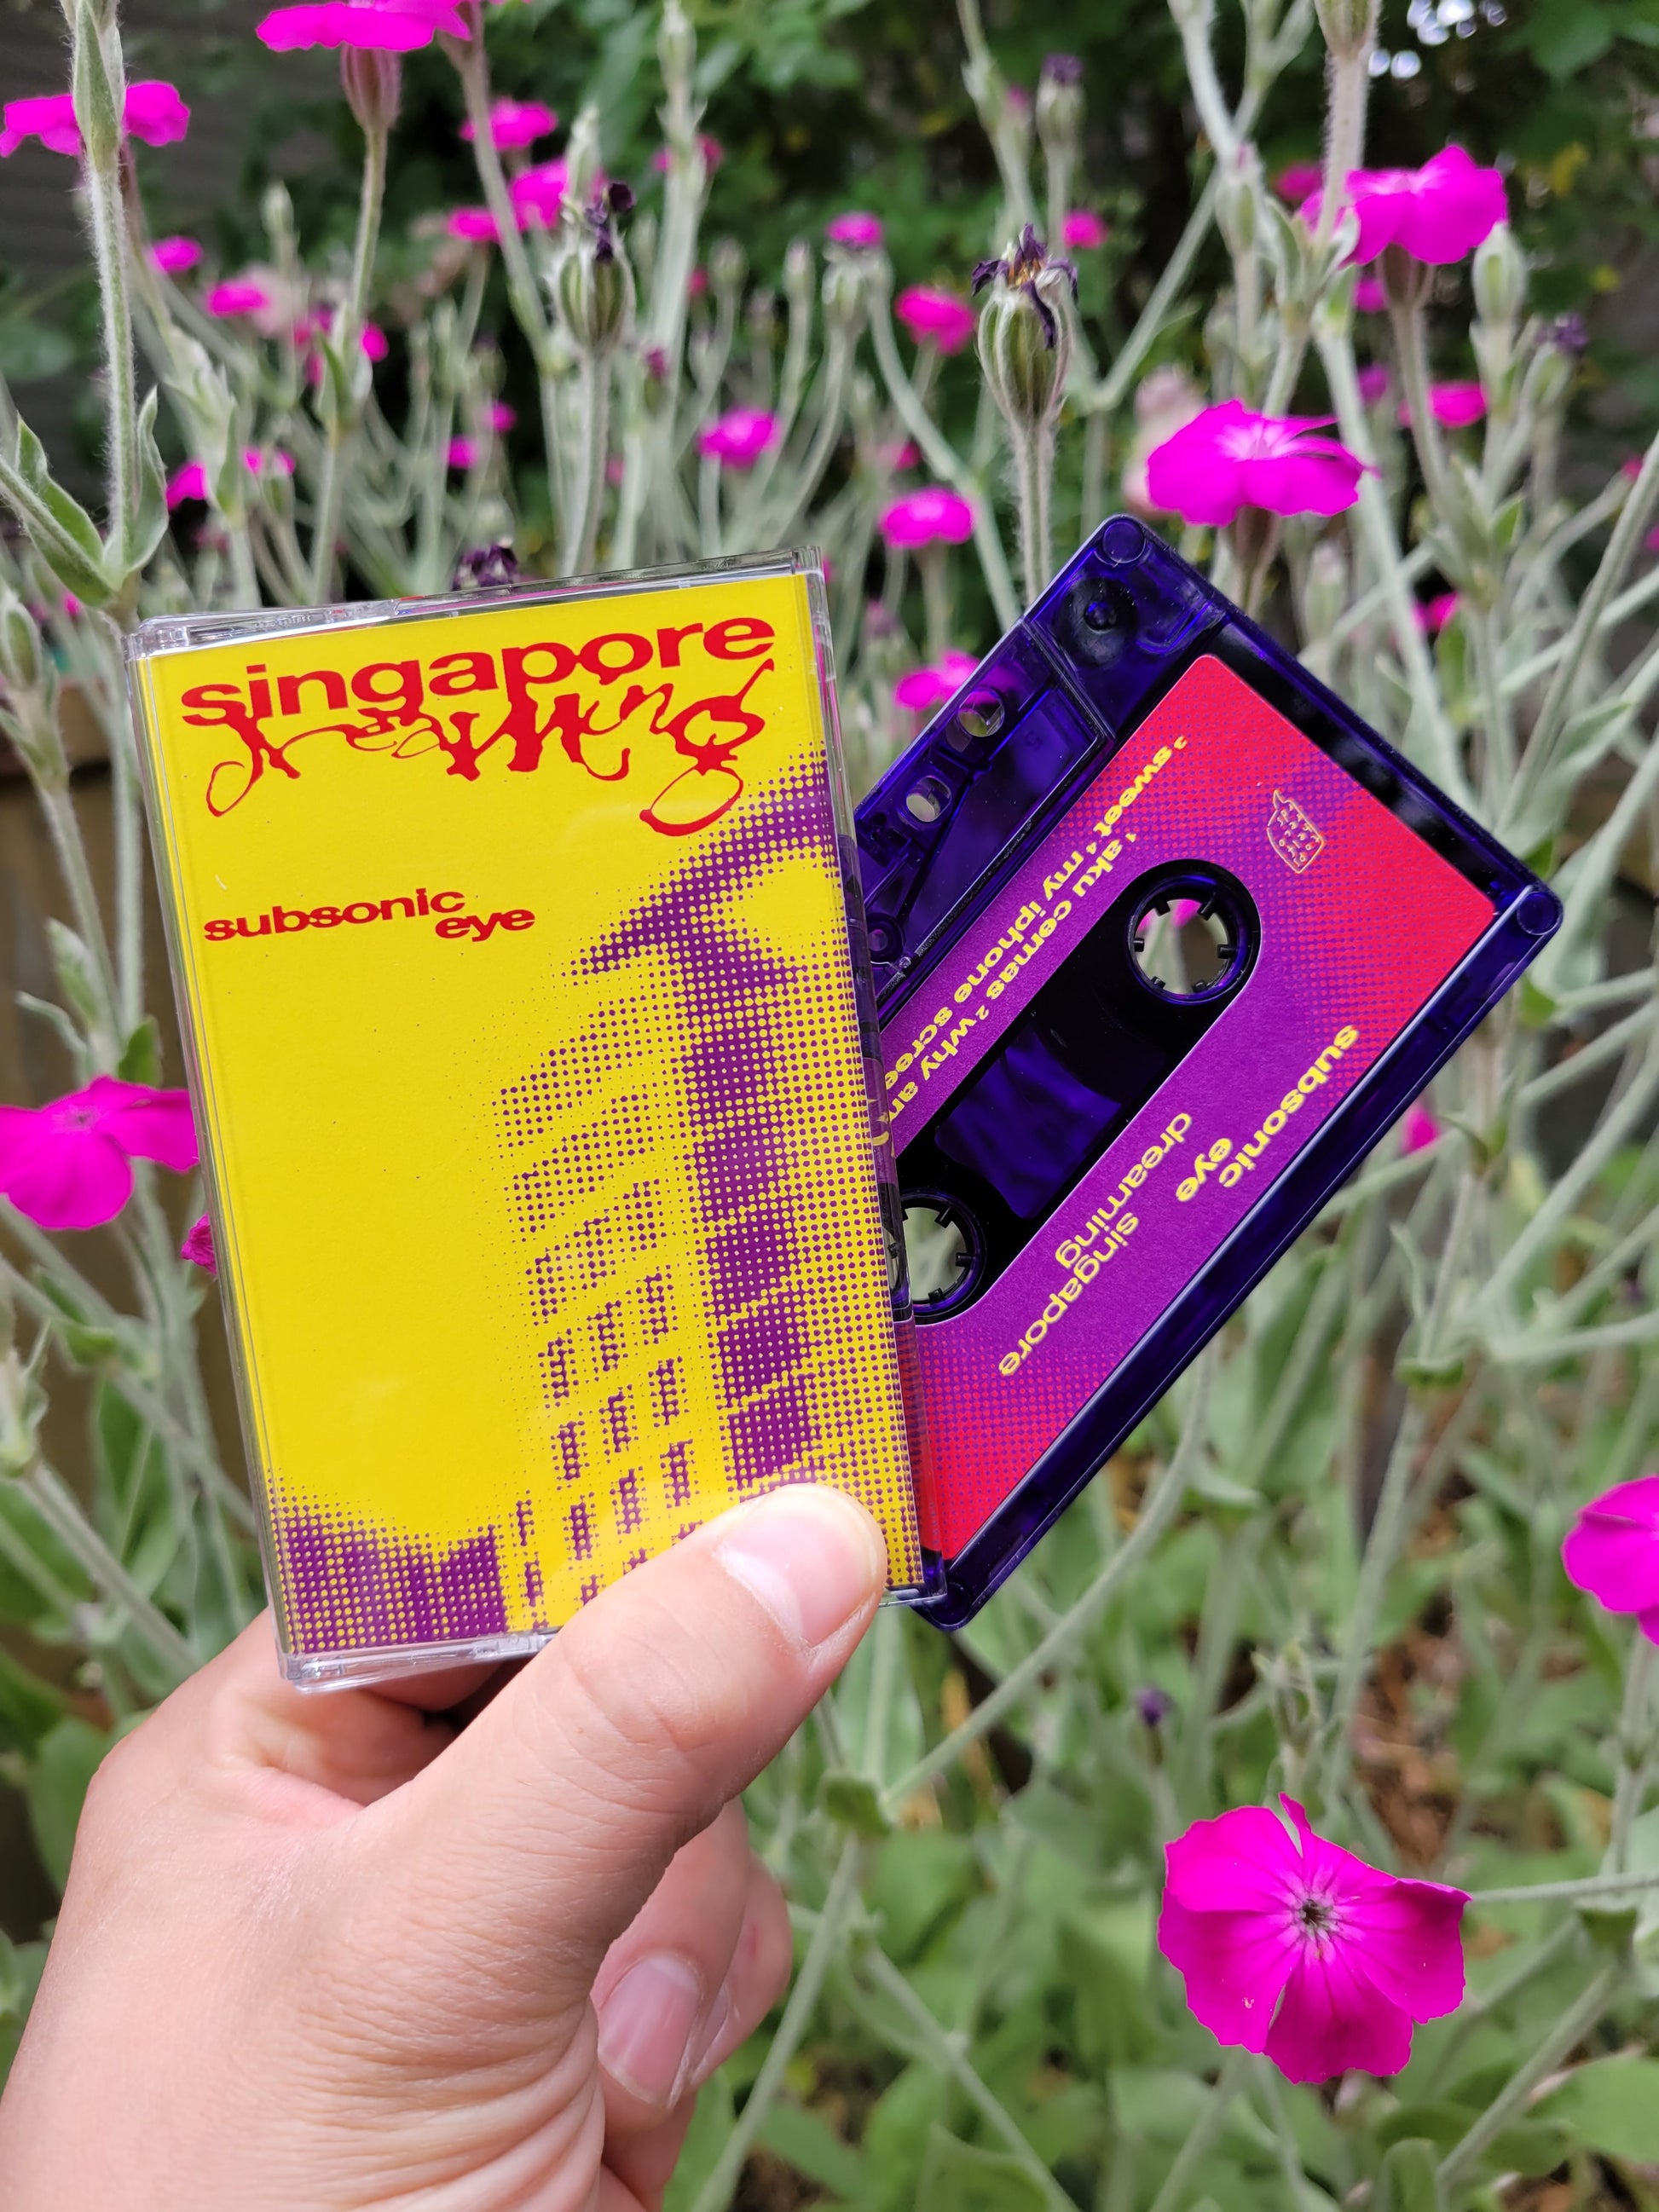 singapore
dreaming
subsonic
eye
subsonic
eye
singapore
dreaming
1 aku cemas 2 why am
3 sweet 4 my iphone scree